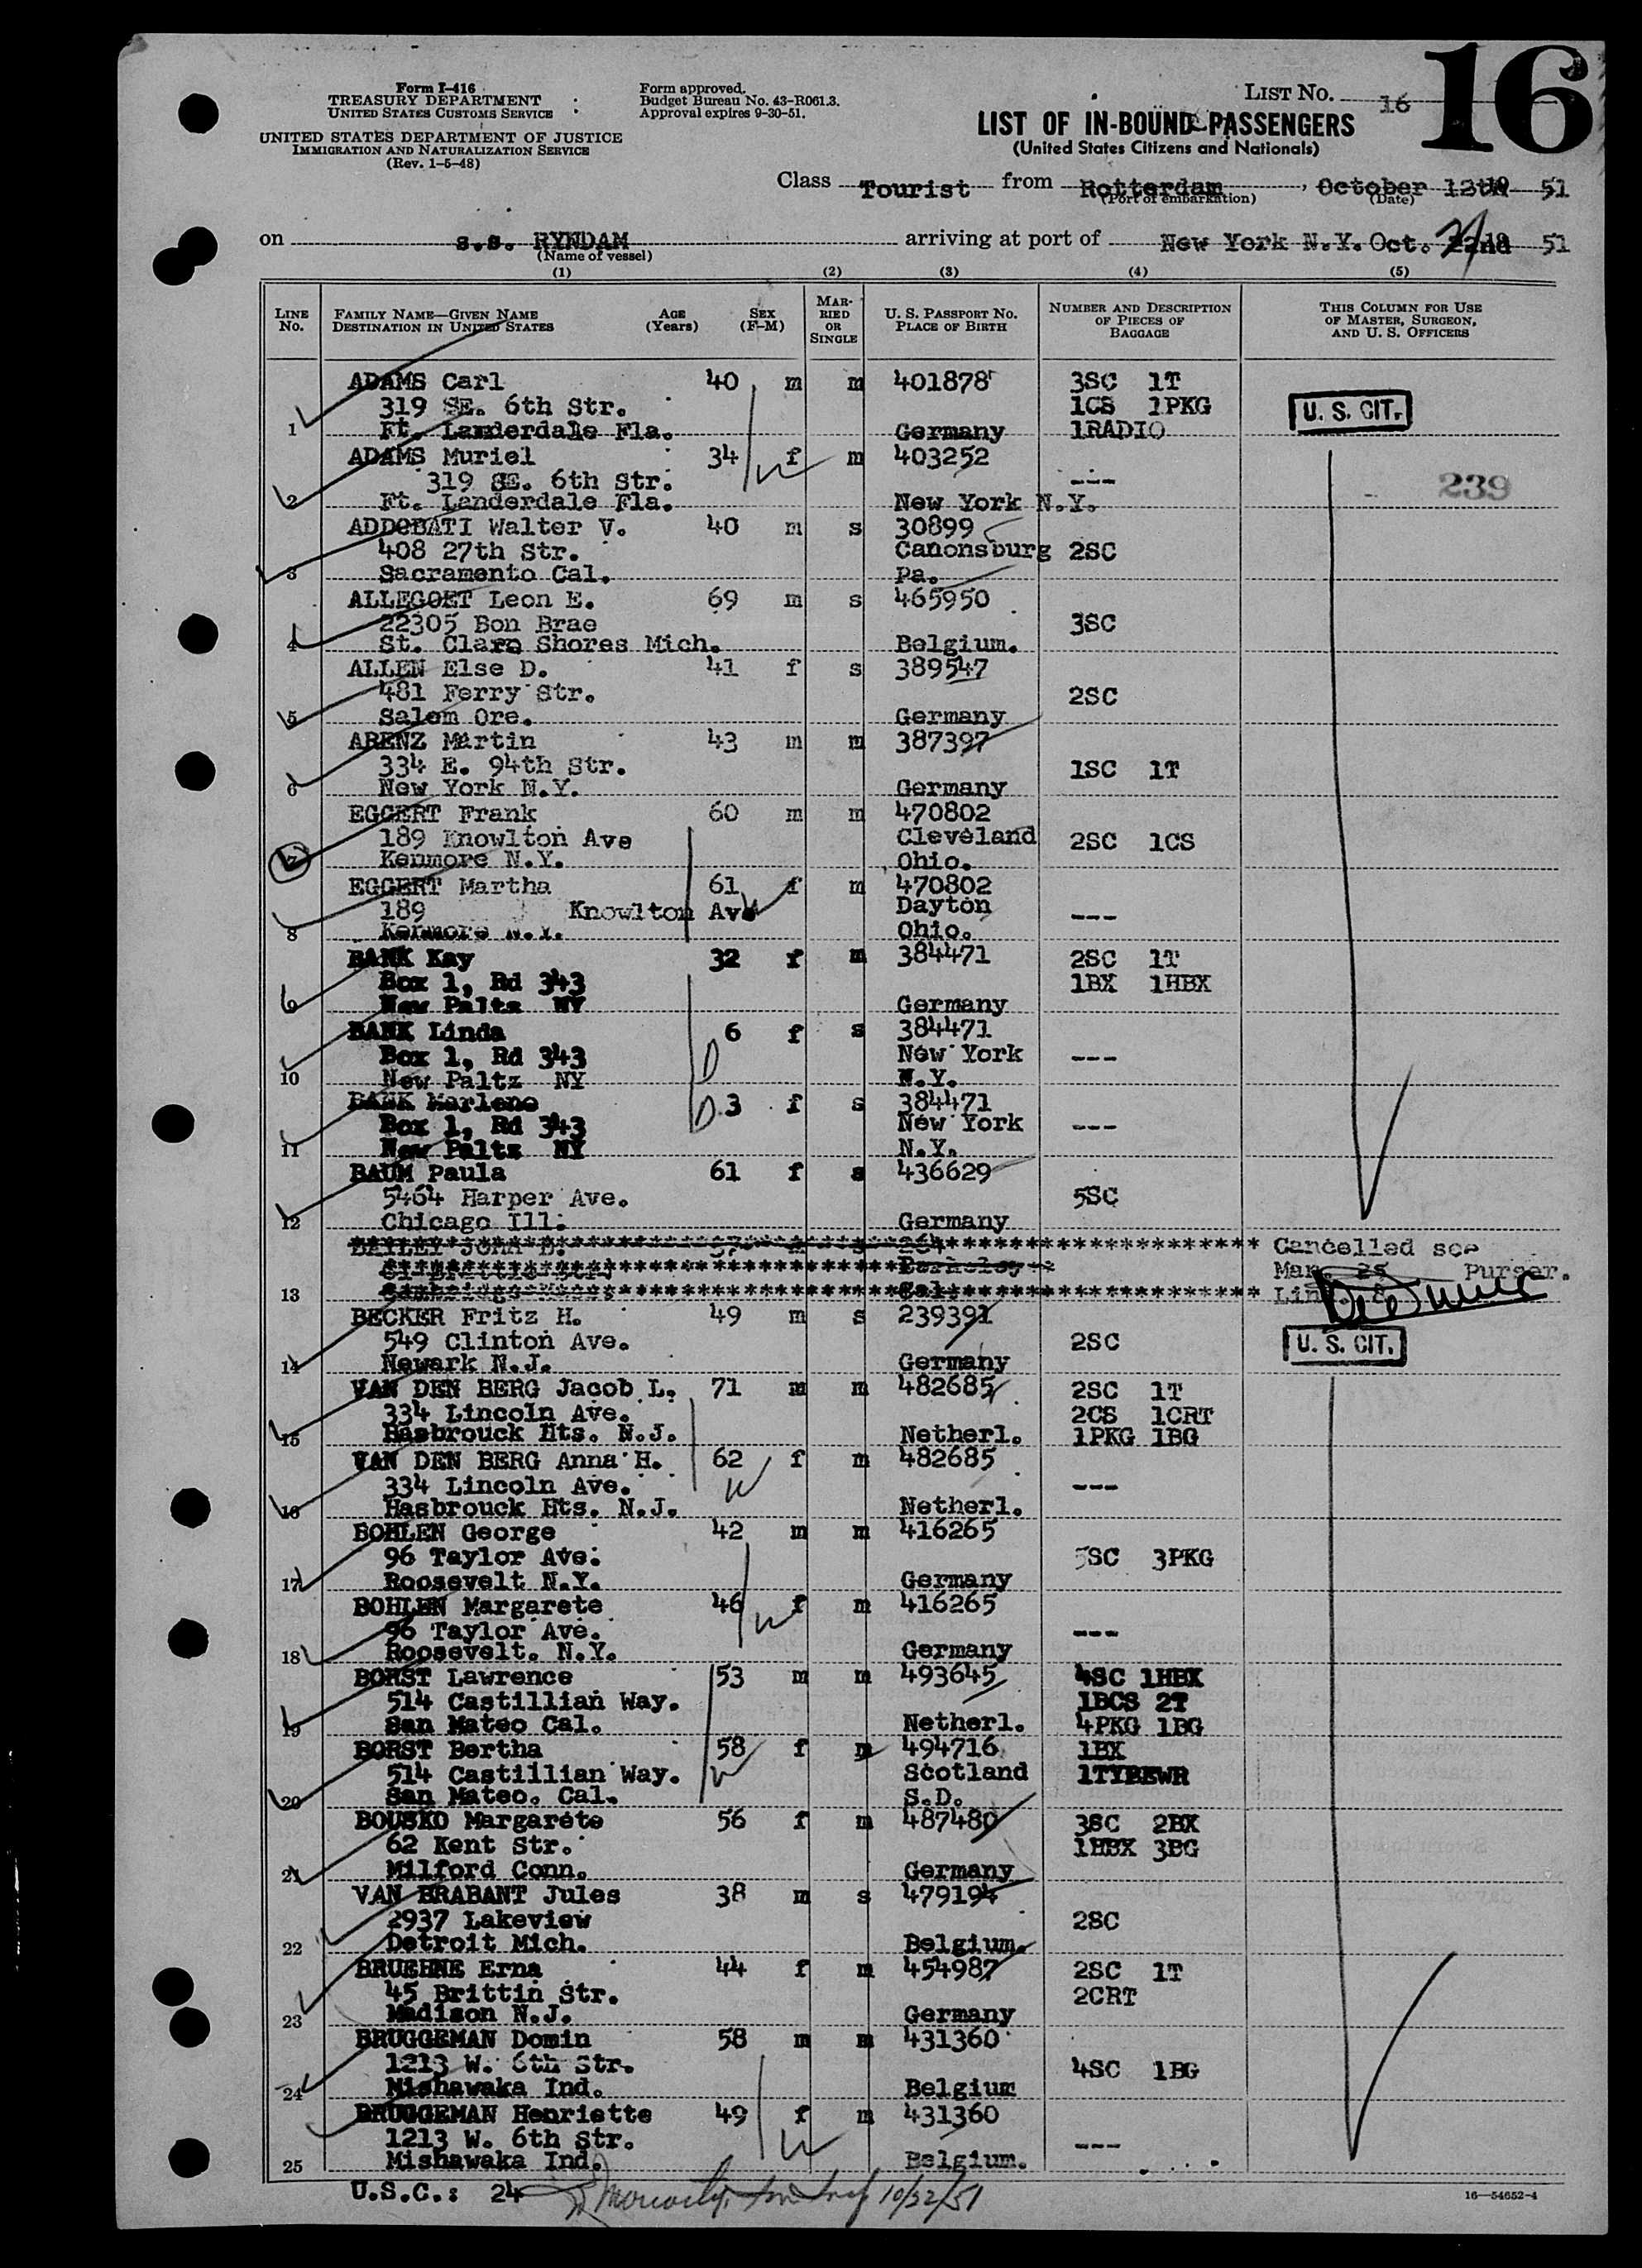 Form I-416
TREASURY DEPARTMENT
UNITED STATES CUSTOMS SERVICE
UNITED STATES DEPARTMENT OF JUSTICE
IMMIGRATION AND NATURALIZATION SERVICE
(Rev. 1-5-48)
Form approved.
Budget Bureau No. 43-R061.3.
Approval expires 9-30-51.
LIST No. 16
16
LIST OF IN-BOUND PASSENGERS
(United States Citizens and Nationals)
Class Tourist from Rotterdam, October 12th 19 51
(Port of embarkation) (Date)
on s.s. RYNDAM arriving at port of New York N.Y. Oct. 22nd 19 51
(Name of vessel)
(1) (2) (3) (4) (5)
LINE No. FAMILY NAME—GIVEN NAME DESTINATION IN UNITED STATES AGE (Years) SEX (F-M) MARRIED OR SINGLE U. S. PASSPORT NO. PLACE OF BIRTH NUMBER AND DESCRIPTION OF PIECES OF BAGGAGE THIS COLUMN FOR USE OF MASTER, SURGEON, AND U. S. OFFICERS
ADAMS Carl 40 m m 401878 3SC 1T
319 SE. 6th Str. 1CS 1PKG U. S. CIT.
1 Ft. Landerdale Fla. Germany 1RADIO
ADAMS Muriel 34 f m 403252
319 SE. 6th Str. --- 239
2 Ft. Landerdale Fla. New York N.Y.
ADDOBATI Walter V. 40 m s 30899
408 27th Str. Canonsburg 2SC
3 Sacramento Cal. Pa.
ALLEGOET Leon E. 69 m s 465950
22305 Bon Brae 3SC
4 St. Clare Shores Mich. Belgium.
ALLEN Else D. 41 f s 389547
481 Ferry Str. 2SC
5 Salem Ore. Germany
ARENZ Martin 43 m m 387397
334 E. 94th Str. 1SC 1T
6 New York N.Y. Germany
EGGERT Frank 60 m m 470802
189 Knowlton Ave Cleveland 2SC 1CS
7 Kenmore N.Y. Ohio.
EGGERT Martha 61 f m 470802
189 Knowlton Ave Dayton ---
8 Kenmore N.Y. Ohio.
BANK Kay 32 f m 384471 2SC 1T
Box 1, Rd 343 1BX 1HBX
9 New Paltz NY Germany
BANK Linda 6 f s 384471
Box 1, Rd 343 New York ---
10 New Paltz NY N.Y.
BANK Marlene 3 f s 384471
Box 1, Rd 343 New York ---
11 New Paltz NY N.Y.
BAUM Paula 61 f s 436629
5464 Harper Ave. 5SC
12 Chicago Ill. Germany
Cancelled see
Berkeley Purser.
13 Cal.
BECKER Fritz H. 49 m s 239391
549 Clinton Ave. 2SC U. S. CIT.
14 Newark N.J. Germany
VAN DEN BERG Jacob L. 71 m m 482685 2SC 1T
334 Lincoln Ave. 2CS 1CRT
15 Hasbrouck Hts. N.J. Netherl. 1PKG 1BG
VAN DEN BERG Anna H. 62 f m 482685
334 Lincoln Ave. ---
16 Hasbrouck Hts. N.J. Netherl.
BOHLEN George 42 m m 416265
96 Taylor Ave. 5SC 3PKG
17 Roosevelt N.Y. Germany
BOHLEN Margarete 46 f m 416265
96 Taylor Ave. ---
18 Roosevelt. N.Y. Germany
BORST Lawrence 53 m m 493645 4SC 1HBX
514 Castillian Way. 1BCS 2T
19 San Mateo Cal. Netherl. 4PKG 1BG
BORST Bertha 58 f m 494716 1BX
514 Castillian Way. Scotland 1TYPEWR
20 San Mateo. Cal. S.D.
BOUSKO Margarete 56 f m 487480 3SC 2BX
62 Kent Str. 1HBX 3BG
21 Milford Conn. Germany
VAN BRABANT Jules 38 m s 479194
2937 Lakeview 2SC
22 Detroit Mich. Belgium.
BRUEHNE Erna 44 f m 454987 2SC 1T
45 Brittin Str. 2CRT
23 Madison N.J. Germany
BRUGGEMAN Domin 58 m m 431360
1213 W. 6th Str. 4SC 1BG
24 Mishawaka Ind. Belgium
BRUGGEMAN Henriette 49 f m 431360
1213 W. 6th Str. ---
25 Mishawaka Ind. Belgium.
U.S.C.: 24 10/22/51
16—54652-4